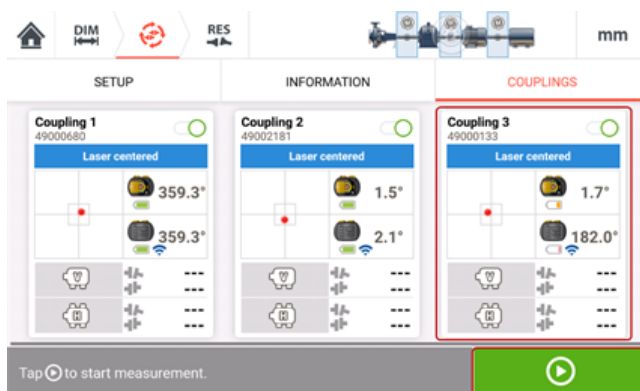 DIM
RES
mm
SETUP
INFORMATION
COUPLINGS
Coupling 1
49000680
Laser centered
359.3°
359.3°
V
---
---
H
---
---
Coupling 2
49002181
Laser centered
1.5°
2.1°
V
---
---
H
---
---
Coupling 3
49000133
Laser centered
1.7°
182.0°
V
---
---
H
---
---
Tap to start measurement.